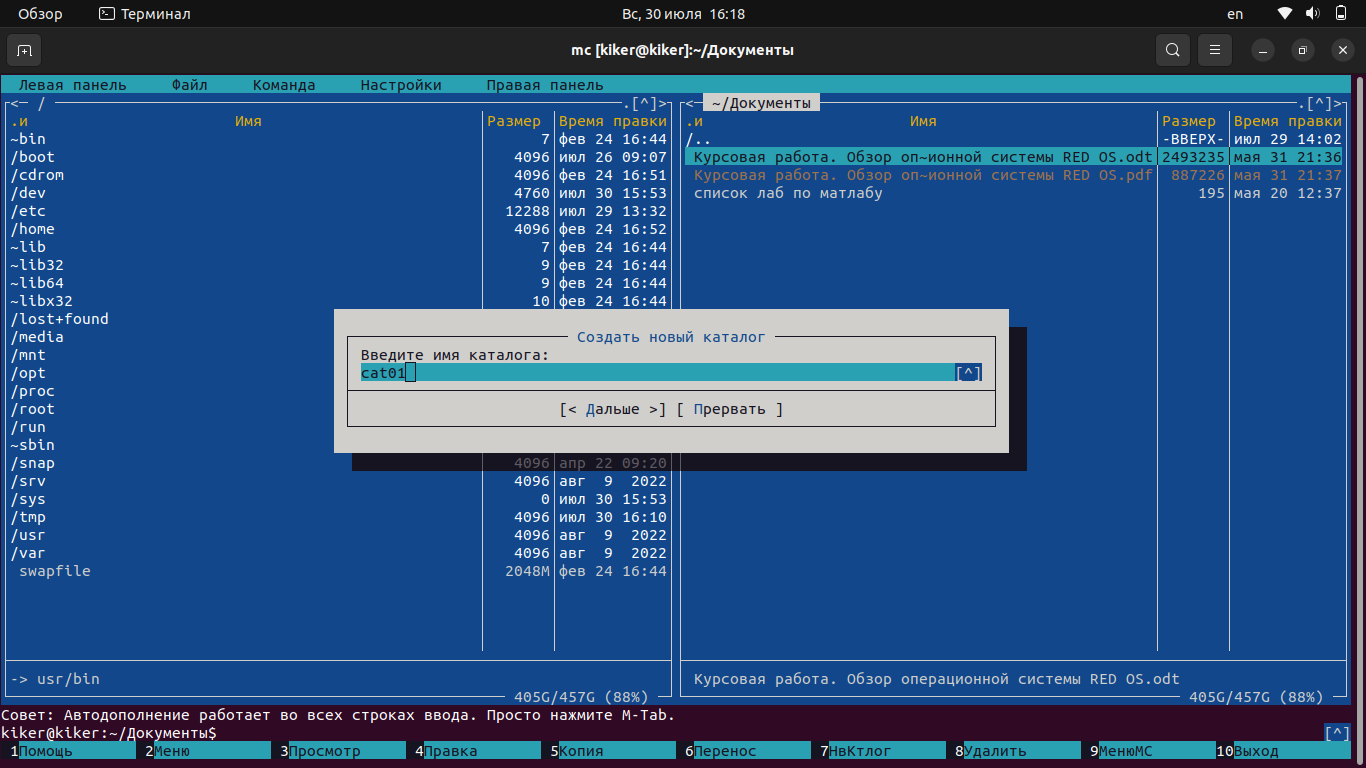 Обзор Терминал Вс, 30 июля 16:18 en
mc [kiker@kiker]:~/Документы
Левая панель Файл Команда Настройки Правая панель
<─ / .[^]> <─ ~/Документы .[^]>
.и Имя Размер Время правки .и Имя Размер Время правки
~bin 7 фев 24 16:44 /.. -ВВЕРХ- июл 29 14:02
/boot 4096 июл 26 09:07 Курсовая работа. Обзор оп~ионной системы RED OS.odt 2493235 мая 31 21:36
/cdrom 4096 фев 24 16:51 Курсовая работа. Обзор оп~ионной системы RED OS.pdf 887226 мая 31 21:37
/dev 4760 июл 30 15:53 список лаб по матлабу 195 мая 20 12:37
/etc 12288 июл 29 13:32
/home 4096 фев 24 16:52
~lib 7 фев 24 16:44
~lib32 9 фев 24 16:44
~lib64 9 фев 24 16:44
~libx32 10 фев 24 16:44
/lost+found
/media Создать новый каталог
/mnt Введите имя каталога:
/opt cat01 [^]
/proc
/root [< Дальше >] [ Прервать ]
/run
~sbin
/snap 4096 апр 22 09:20
/srv 4096 авг 9 2022
/sys 0 июл 30 15:53
/tmp 4096 июл 30 16:10
/usr 4096 авг 9 2022
/var 4096 авг 9 2022
swapfile 2048M фев 24 16:44
-> usr/bin Курсовая работа. Обзор операционной системы RED OS.odt
405G/457G (88%) 405G/457G (88%)
Совет: Автодополнение работает во всех строках ввода. Просто нажмите M-Tab.
kiker@kiker:~/Документы$ [^]
1Помощь 2Меню 3Просмотр 4Правка 5Копия 6Перенос 7НвКтлог 8Удалить 9МенюMC 10Выход